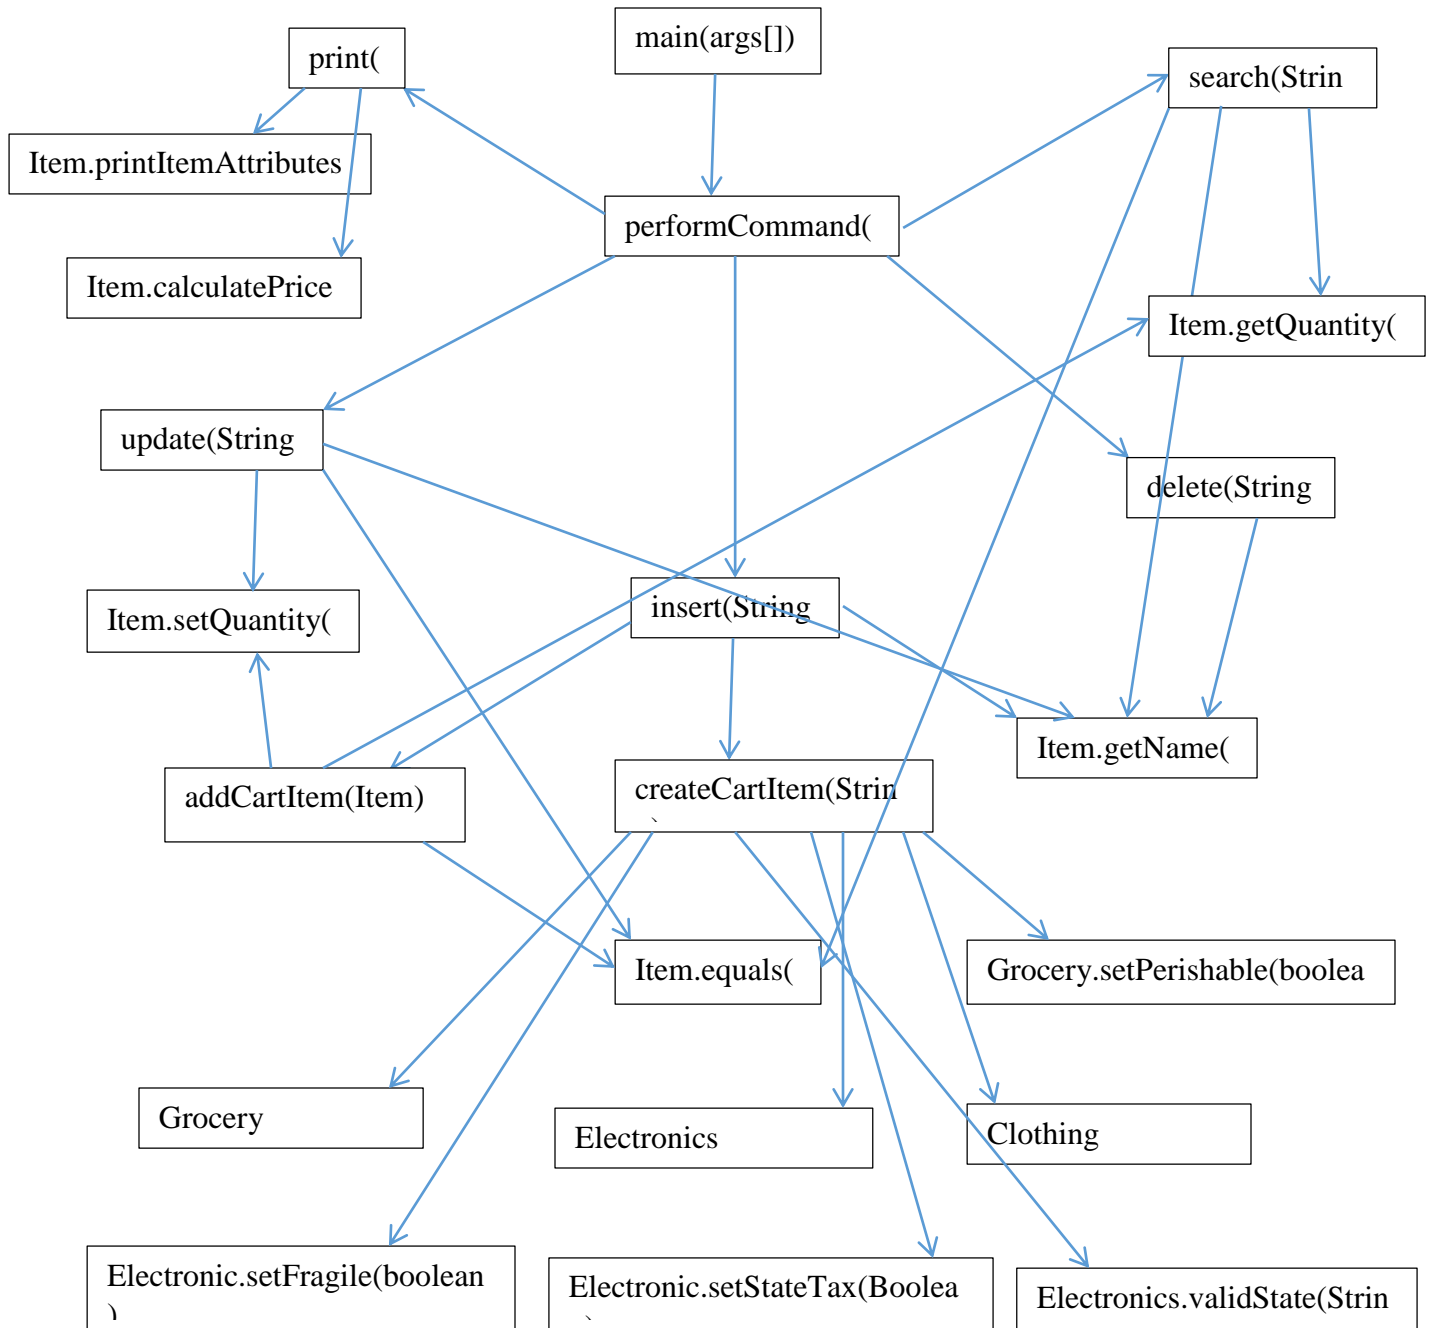 main(args[])
print(
search(Strin
Item.printItemAttributes
performCommand(
Item.calculatePrice
Item.getQuantity(
update(String
delete(String
insert(String
Item.setQuantity(
Item.getName(
addCartItem(Item)
createCartItem(Strin
Item.equals(
Grocery.setPerishable(boolea
Grocery
Electronics
Clothing
Electronic.setFragile(boolean
)
Electronic.setStateTax(Boolea
Electronics.validState(Strin